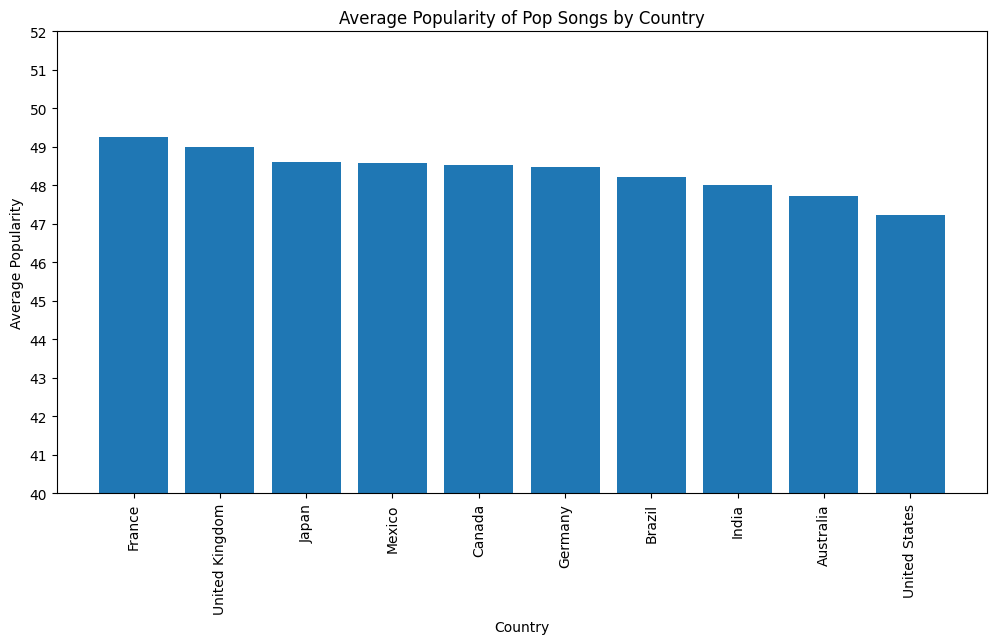 Average Popularity of Pop Songs by Country
Average Popularity
52
51
50
49
48
47
46
45
44
43
42
41
40
France
United Kingdom
Japan
Mexico
Canada
Germany
Brazil
India
Australia
United States
Country